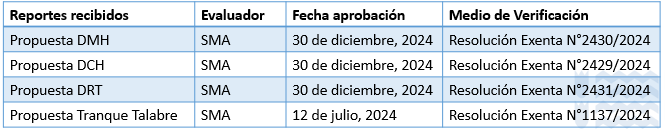 Reportes recibidos Evaluador Fecha aprobación Medio de Verificación
Propuesta DMH SMA 30 de diciembre, 2024 Resolución Exenta N°2430/2024
Propuesta DCH SMA 30 de diciembre, 2024 Resolución Exenta N°2429/2024
Propuesta DRT SMA 30 de diciembre, 2024 Resolución Exenta N°2431/2024
Propuesta Tranque Talabre SMA 12 de julio, 2024 Resolución Exenta N°1137/2024